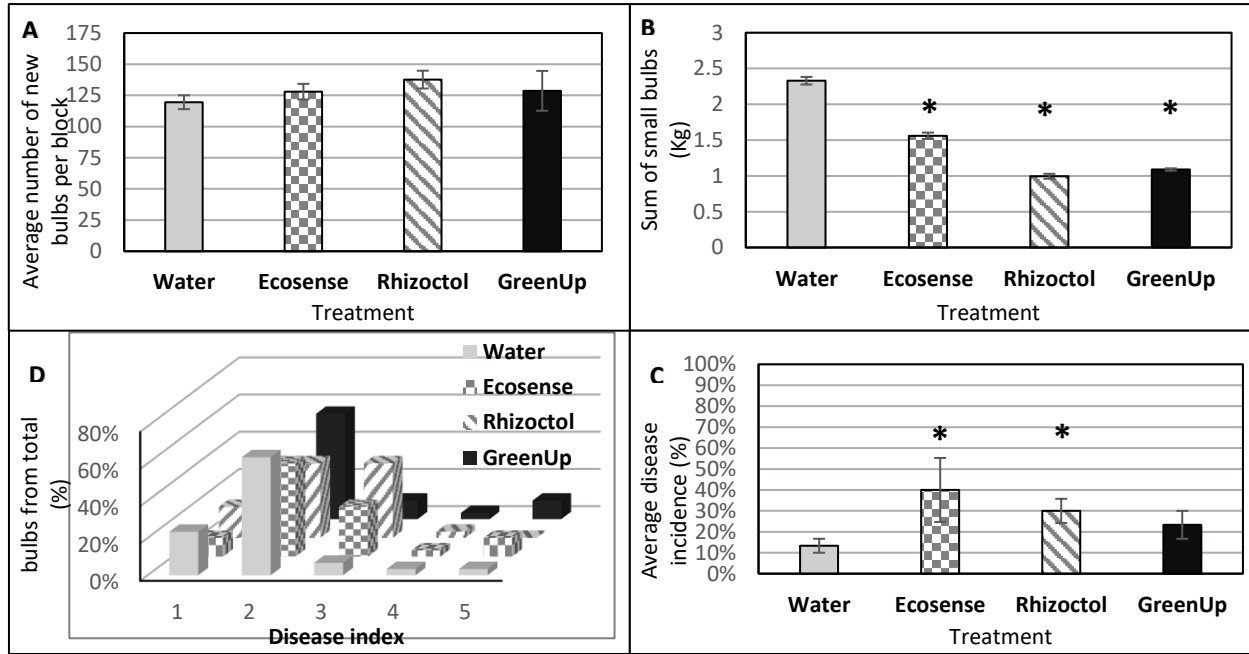 A
Average number of new
bulbs per block
175
150
125
100
75
50
25
0
Water Ecosense Rhizoctol GreenUp
Treatment
B
Sum of small bulbs
(Kg)
3
2.5
2
1.5
1
0.5
0
* * *
Water Ecosense Rhizoctol GreenUp
Treatment
D
bulbs from total
(%)
80%
60%
40%
20%
0%
Water
Ecosense
Rhizoctol
GreenUp
1 2 3 4 5
Disease index
C
Average disease
incidence (%)
100%
90%
80%
70%
60%
50%
40%
30%
20%
10%
0%
* *
Water Ecosense Rhizoctol GreenUp
Treatment